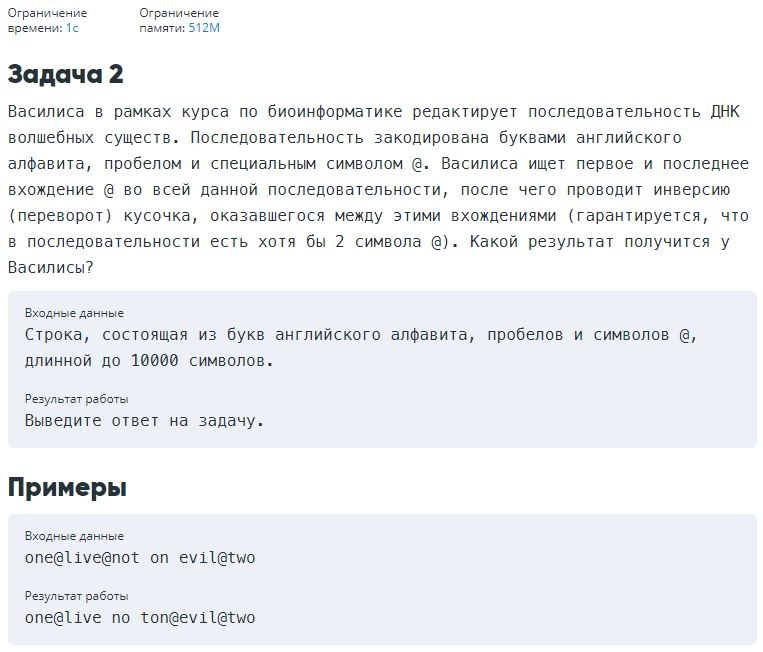 Ограничение
времени: 1с
Ограничение
памяти: 512M
Задача 2
Василиса в рамках курса по биоинформатике редактирует последовательность ДНК
волшебных существ. Последовательность закодирована буквами английского
алфавита, пробелом и специальным символом @. Василиса ищет первое и последнее
вхождение @ во всей данной последовательности, после чего проводит инверсию
(переворот) кусочка, оказавшегося между этими вхождениями (гарантируется, что
в последовательности есть хотя бы 2 символа @). Какой результат получится у
Василисы?
Входные данные
Строка, состоящая из букв английского алфавита, пробелов и символов @,
длинной до 10000 символов.
Результат работы
Выведите ответ на задачу.
Примеры
Входные данные
one@live@not on evil@two
Результат работы
one@live no ton@evil@two